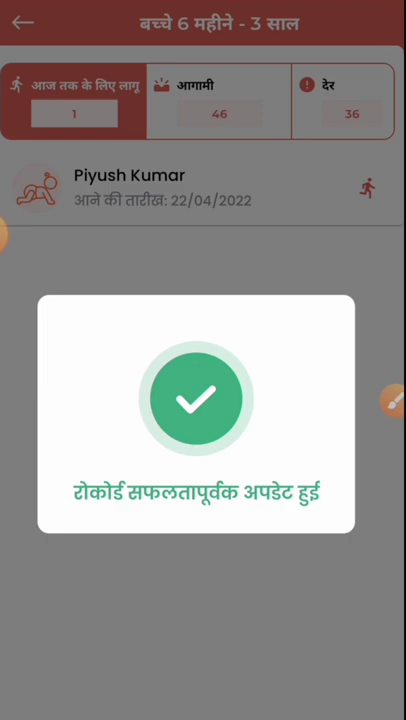 बच्चे 6 महीने - 3 साल
आज तक के लिए लागू
1
आगामी
46
देर
36
Piyush Kumar
आने की तारीख: 22/04/2022
रोकोर्ड सफलतापूर्वक अपडेट हुई